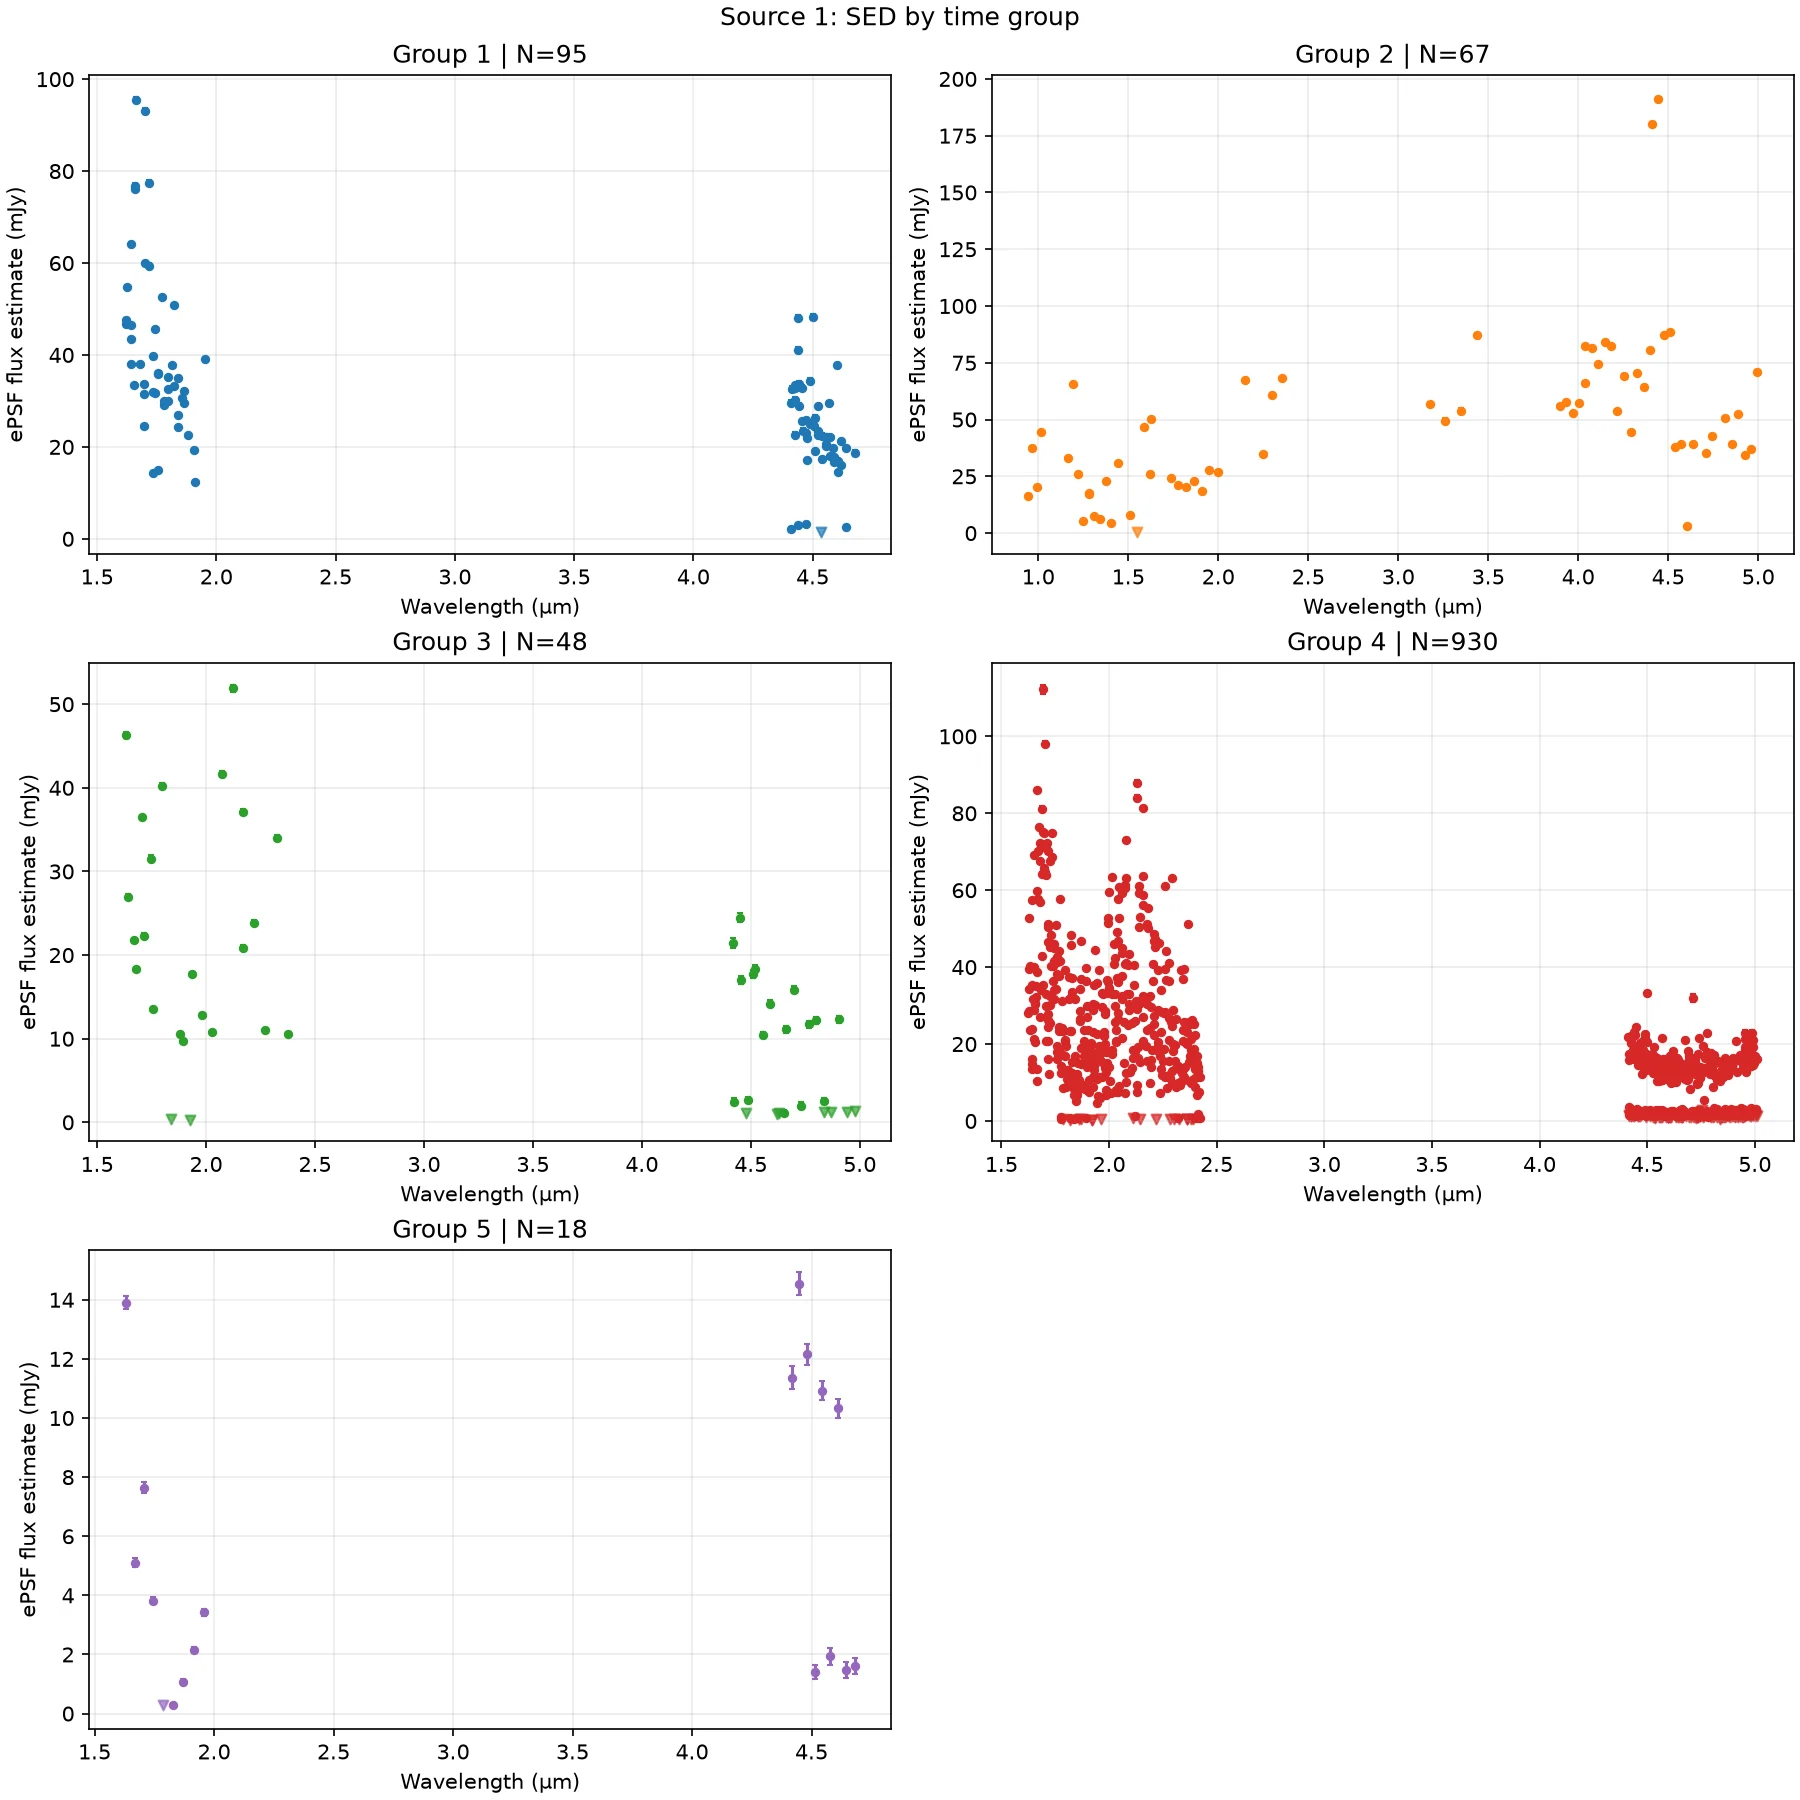 Source 1: SED by time group
Group 1 | N=95
100
80
60
40
20
0
ePSF flux estimate (mJy)
1.5 2.0 2.5 3.0 3.5 4.0 4.5
Wavelength (μm)
Group 2 | N=67
200
175
150
125
100
75
50
25
0
ePSF flux estimate (mJy)
1.0 1.5 2.0 2.5 3.0 3.5 4.0 4.5 5.0
Wavelength (μm)
Group 3 | N=48
50
40
30
20
10
0
ePSF flux estimate (mJy)
1.5 2.0 2.5 3.0 3.5 4.0 4.5 5.0
Wavelength (μm)
Group 4 | N=930
100
80
60
40
20
0
ePSF flux estimate (mJy)
1.5 2.0 2.5 3.0 3.5 4.0 4.5 5.0
Wavelength (μm)
Group 5 | N=18
14
12
10
8
6
4
2
0
ePSF flux estimate (mJy)
1.5 2.0 2.5 3.0 3.5 4.0 4.5
Wavelength (μm)